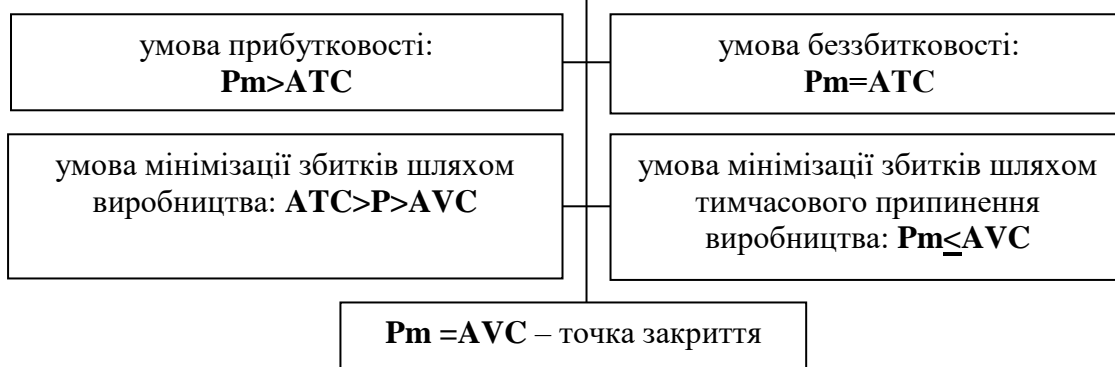 умова прибутковості:
Pm>ATC
умова беззбитковості:
Pm=ATC
умова мінімізації збитків шляхом
виробництва: ATC>P>AVC
умова мінімізації збитків шляхом
тимчасового припинення
виробництва: Pm≤AVC
Pm =AVC – точка закриття